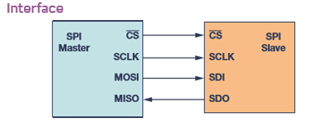 Interface
SPI
Master
CS
SCLK
MOSI
MISO
CS
SCLK
SDI
SDO
SPI
Slave